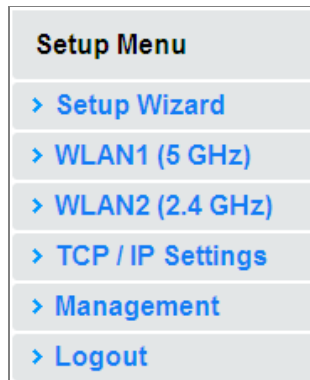 Setup Menu
Setup Wizard
WLAN1 (5 GHz)
WLAN2 (2.4 GHz)
TCP / IP Settings
Management
Logout